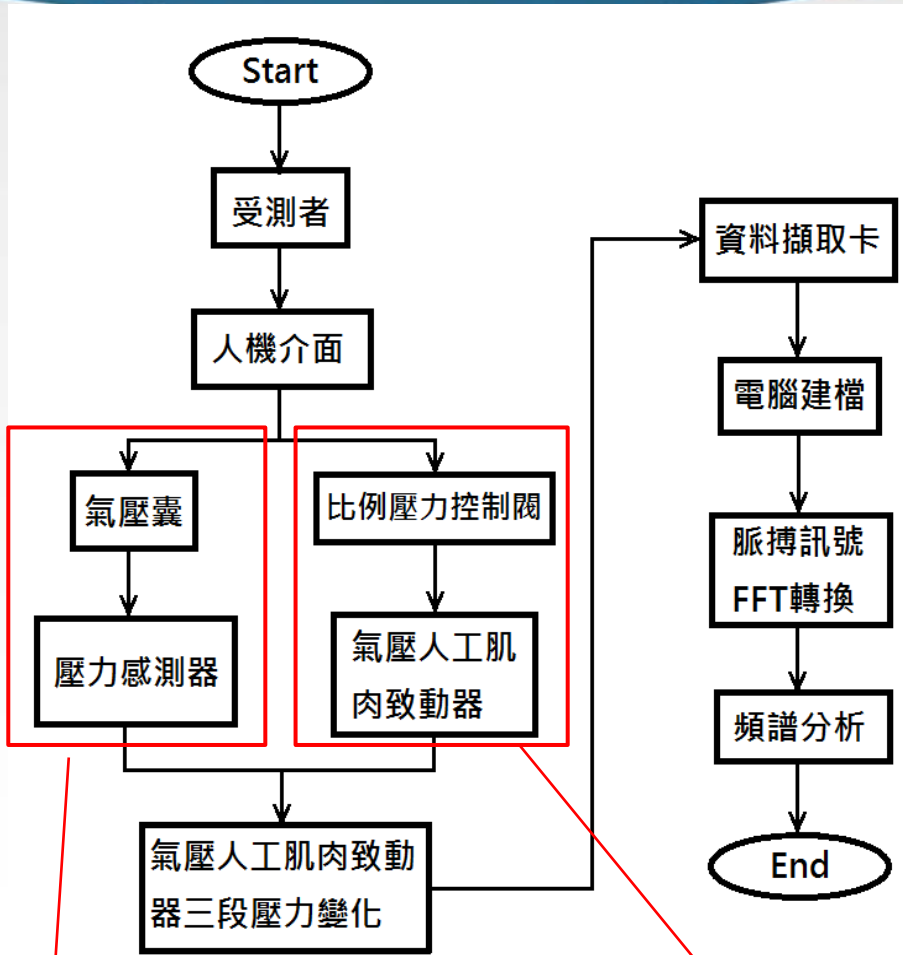 Start
受測者
人機介面
氣壓囊
壓力感測器
比例壓力控制閥
氣壓人工肌
肉致動器
氣壓人工肌肉致動
器三段壓力變化
資料擷取卡
電腦建檔
脈搏訊號
FFT轉換
頻譜分析
End